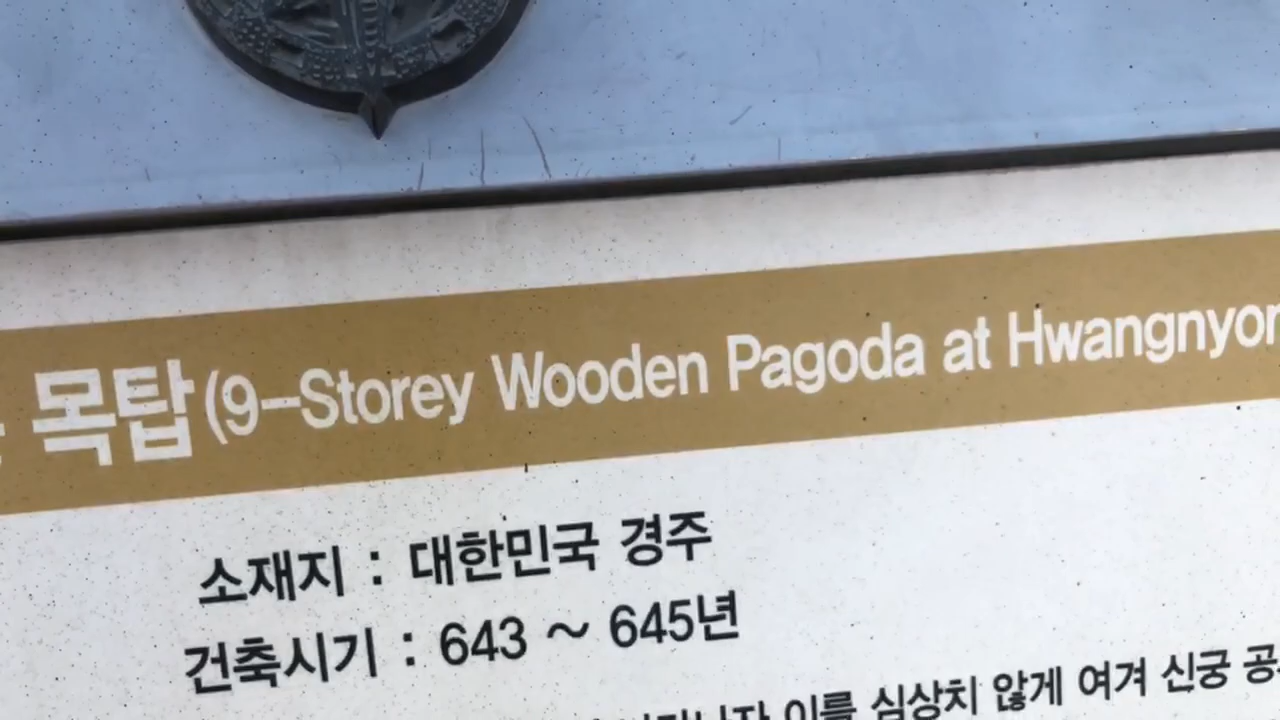 목탑(9-Storey Wooden Pagoda at
소재지 : 대한민국 경주
건축시기 : 643 ~ 645년
이를 심상치 않게 여겨 신궁